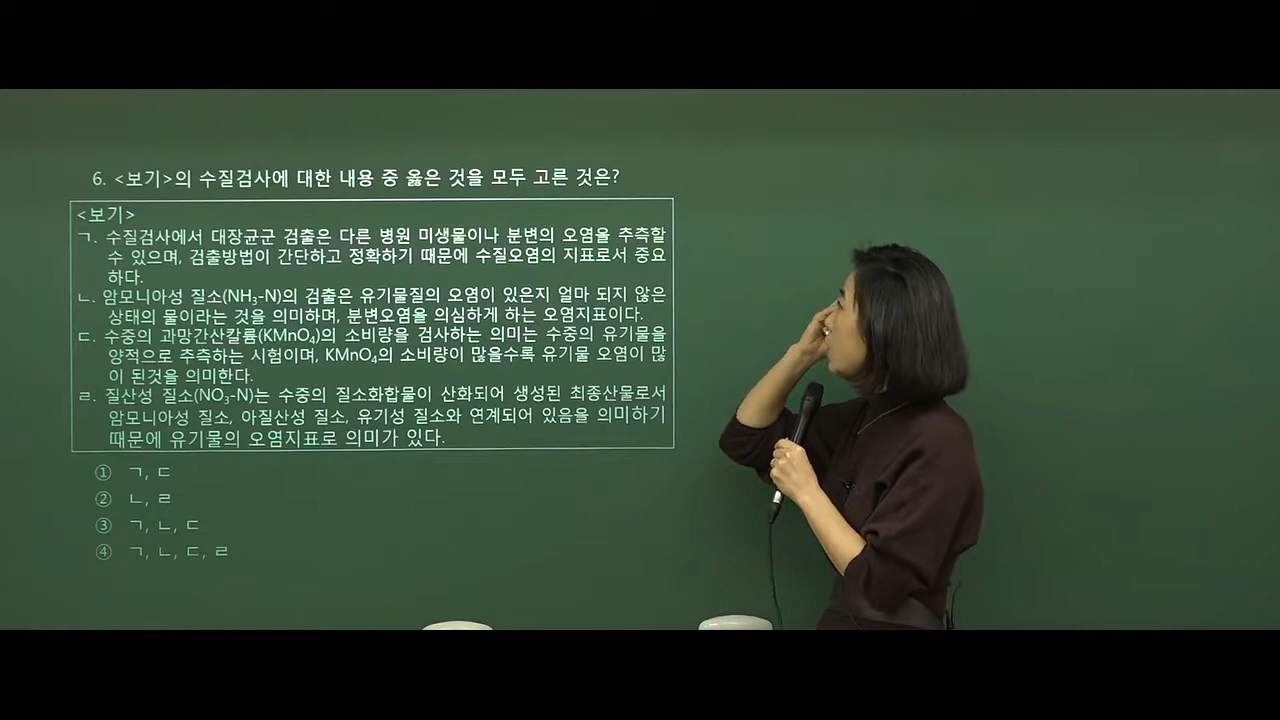 6. <보기>의 수질검사에 대한 내용 중 옳은 것을 모두 고른 것은?
<보기>
ㄱ. 수질검사에서 대장균군 검출은 다른 병원 미생물이나 분변의 오염을 추측할
수 있으며, 검출방법이 간단하고 정확하기 때문에 수질오염의 지표로서 중요
하다.
ㄴ. 암모니아성 질소(NH₃-N)의 검출은 유기물질의 오염이 있은지 얼마 되지 않은
상태의 물이라는 것을 의미하며, 분변오염을 의심하게 하는 오염지표이다.
ㄷ. 수중의 과망간산칼륨(KMnO₄)의 소비량을 검사하는 의미는 수중의 유기물을
양적으로 추측하는 시험이며, KMnO₄의 소비량이 많을수록 유기물 오염이 많
이 된것을 의미한다.
ㄹ. 질산성 질소(NO₃-N)는 수중의 질소화합물이 산화되어 생성된 최종산물로서
암모니아성 질소, 아질산성 질소, 유기성 질소와 연계되어 있음을 의미하기
때문에 유기물의 오염지표로 의미가 있다.
① ㄱ, ㄷ
② ㄴ, ㄹ
③ ㄱ, ㄴ, ㄷ
④ ㄱ, ㄴ, ㄷ, ㄹ